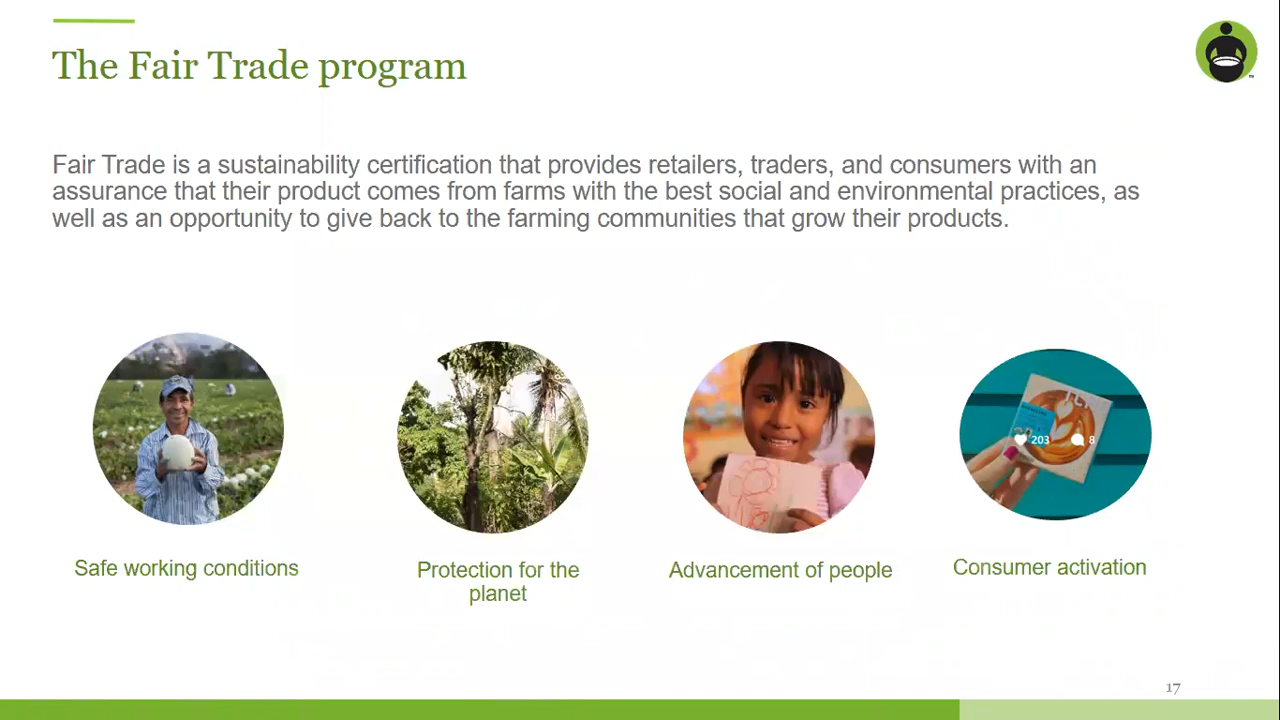 The Fair Trade program
Fair Trade is a sustainability certification that provides retailers, traders, and consumers with an
assurance that their product comes from farms with the best social and environmental practices, as
well as an opportunity to give back to the farming communities that grow their products.
203 8
Safe working conditions
Protection for the
planet
Advancement of people
Consumer activation
17